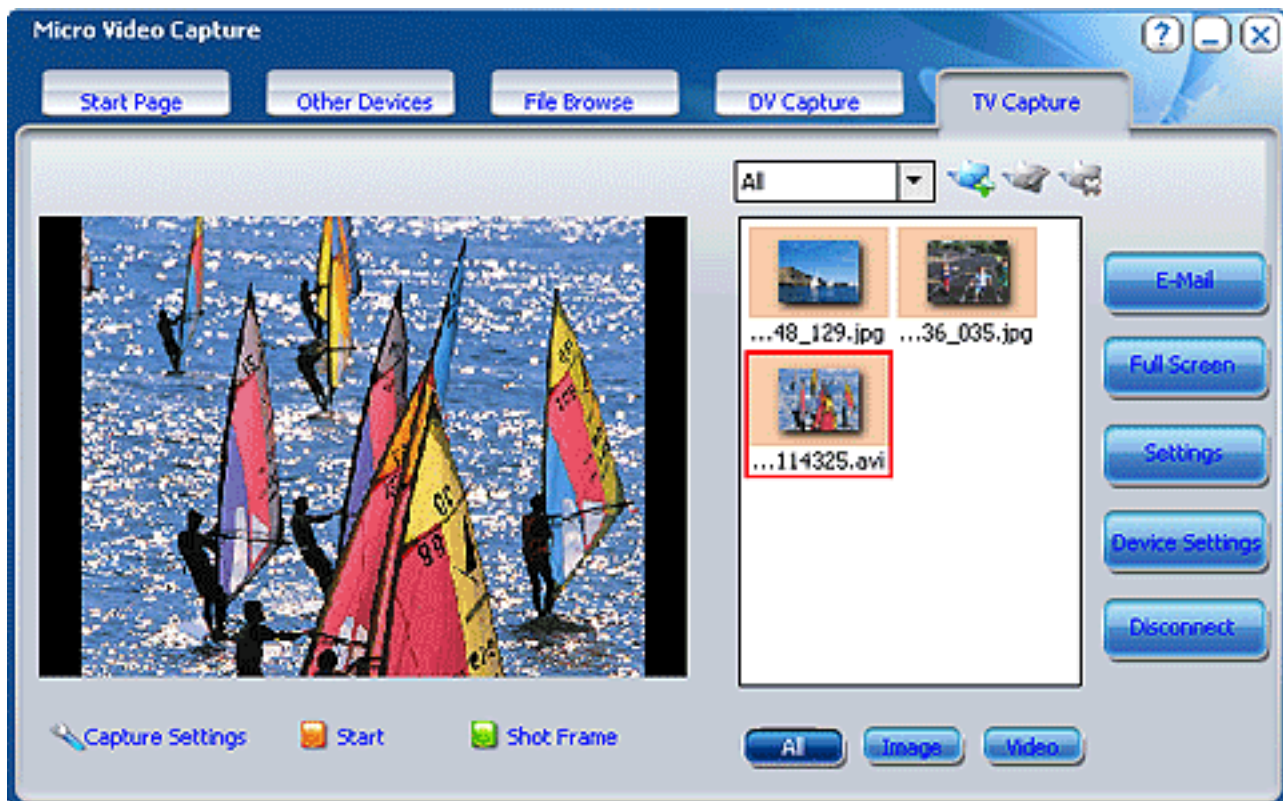 Micro Video Capture
?
Start Page
Other Devices
File Browse
DV Capture
TV Capture
All
...48_129.jpg
...36_035.jpg
...114325.avi
E-Mail
Full Screen
Settings
Device Settings
Disconnect
Capture Settings
Start
Shot Frame
All
Image
Video